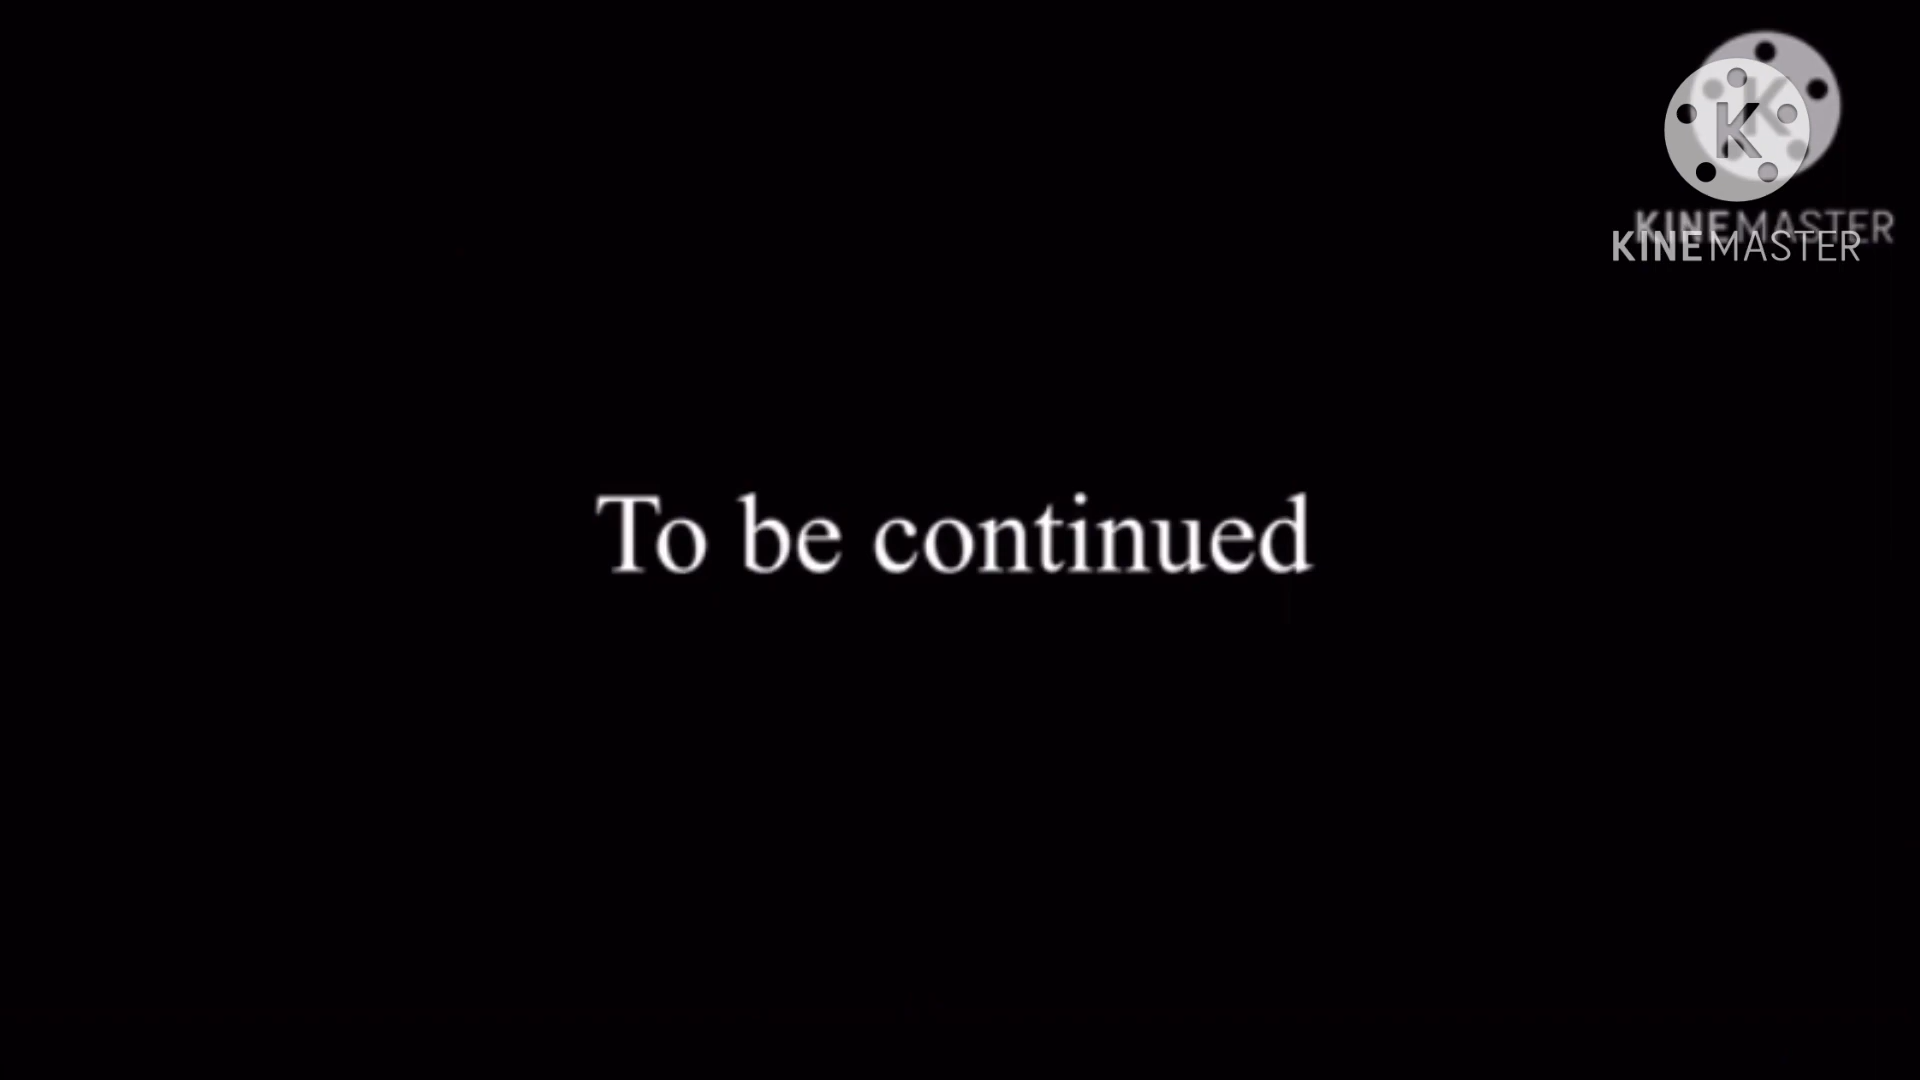 K
K
KINEMASTER
KINEMASTER
To be continued